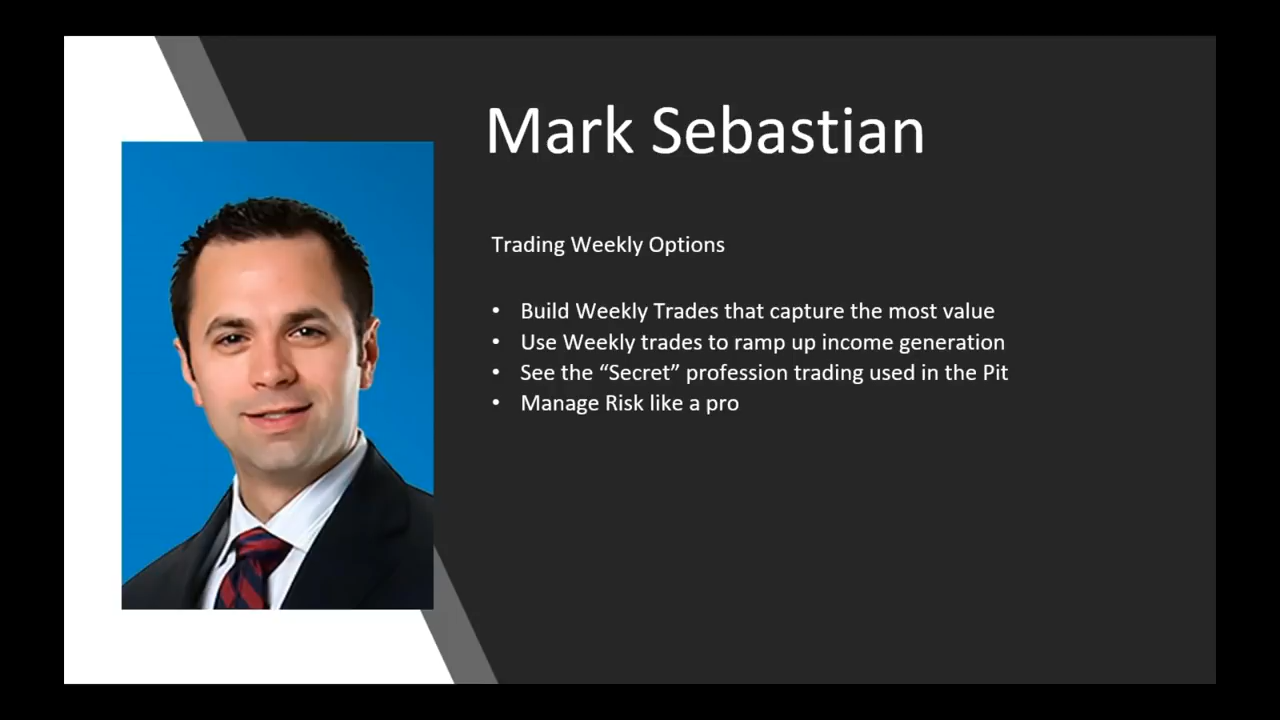 Mark Sebastian
Trading Weekly Options
• Build Weekly Trades that capture the most value
• Use Weekly trades to ramp up income generation
• See the “Secret” profession trading used in the Pit
• Manage Risk like a pro